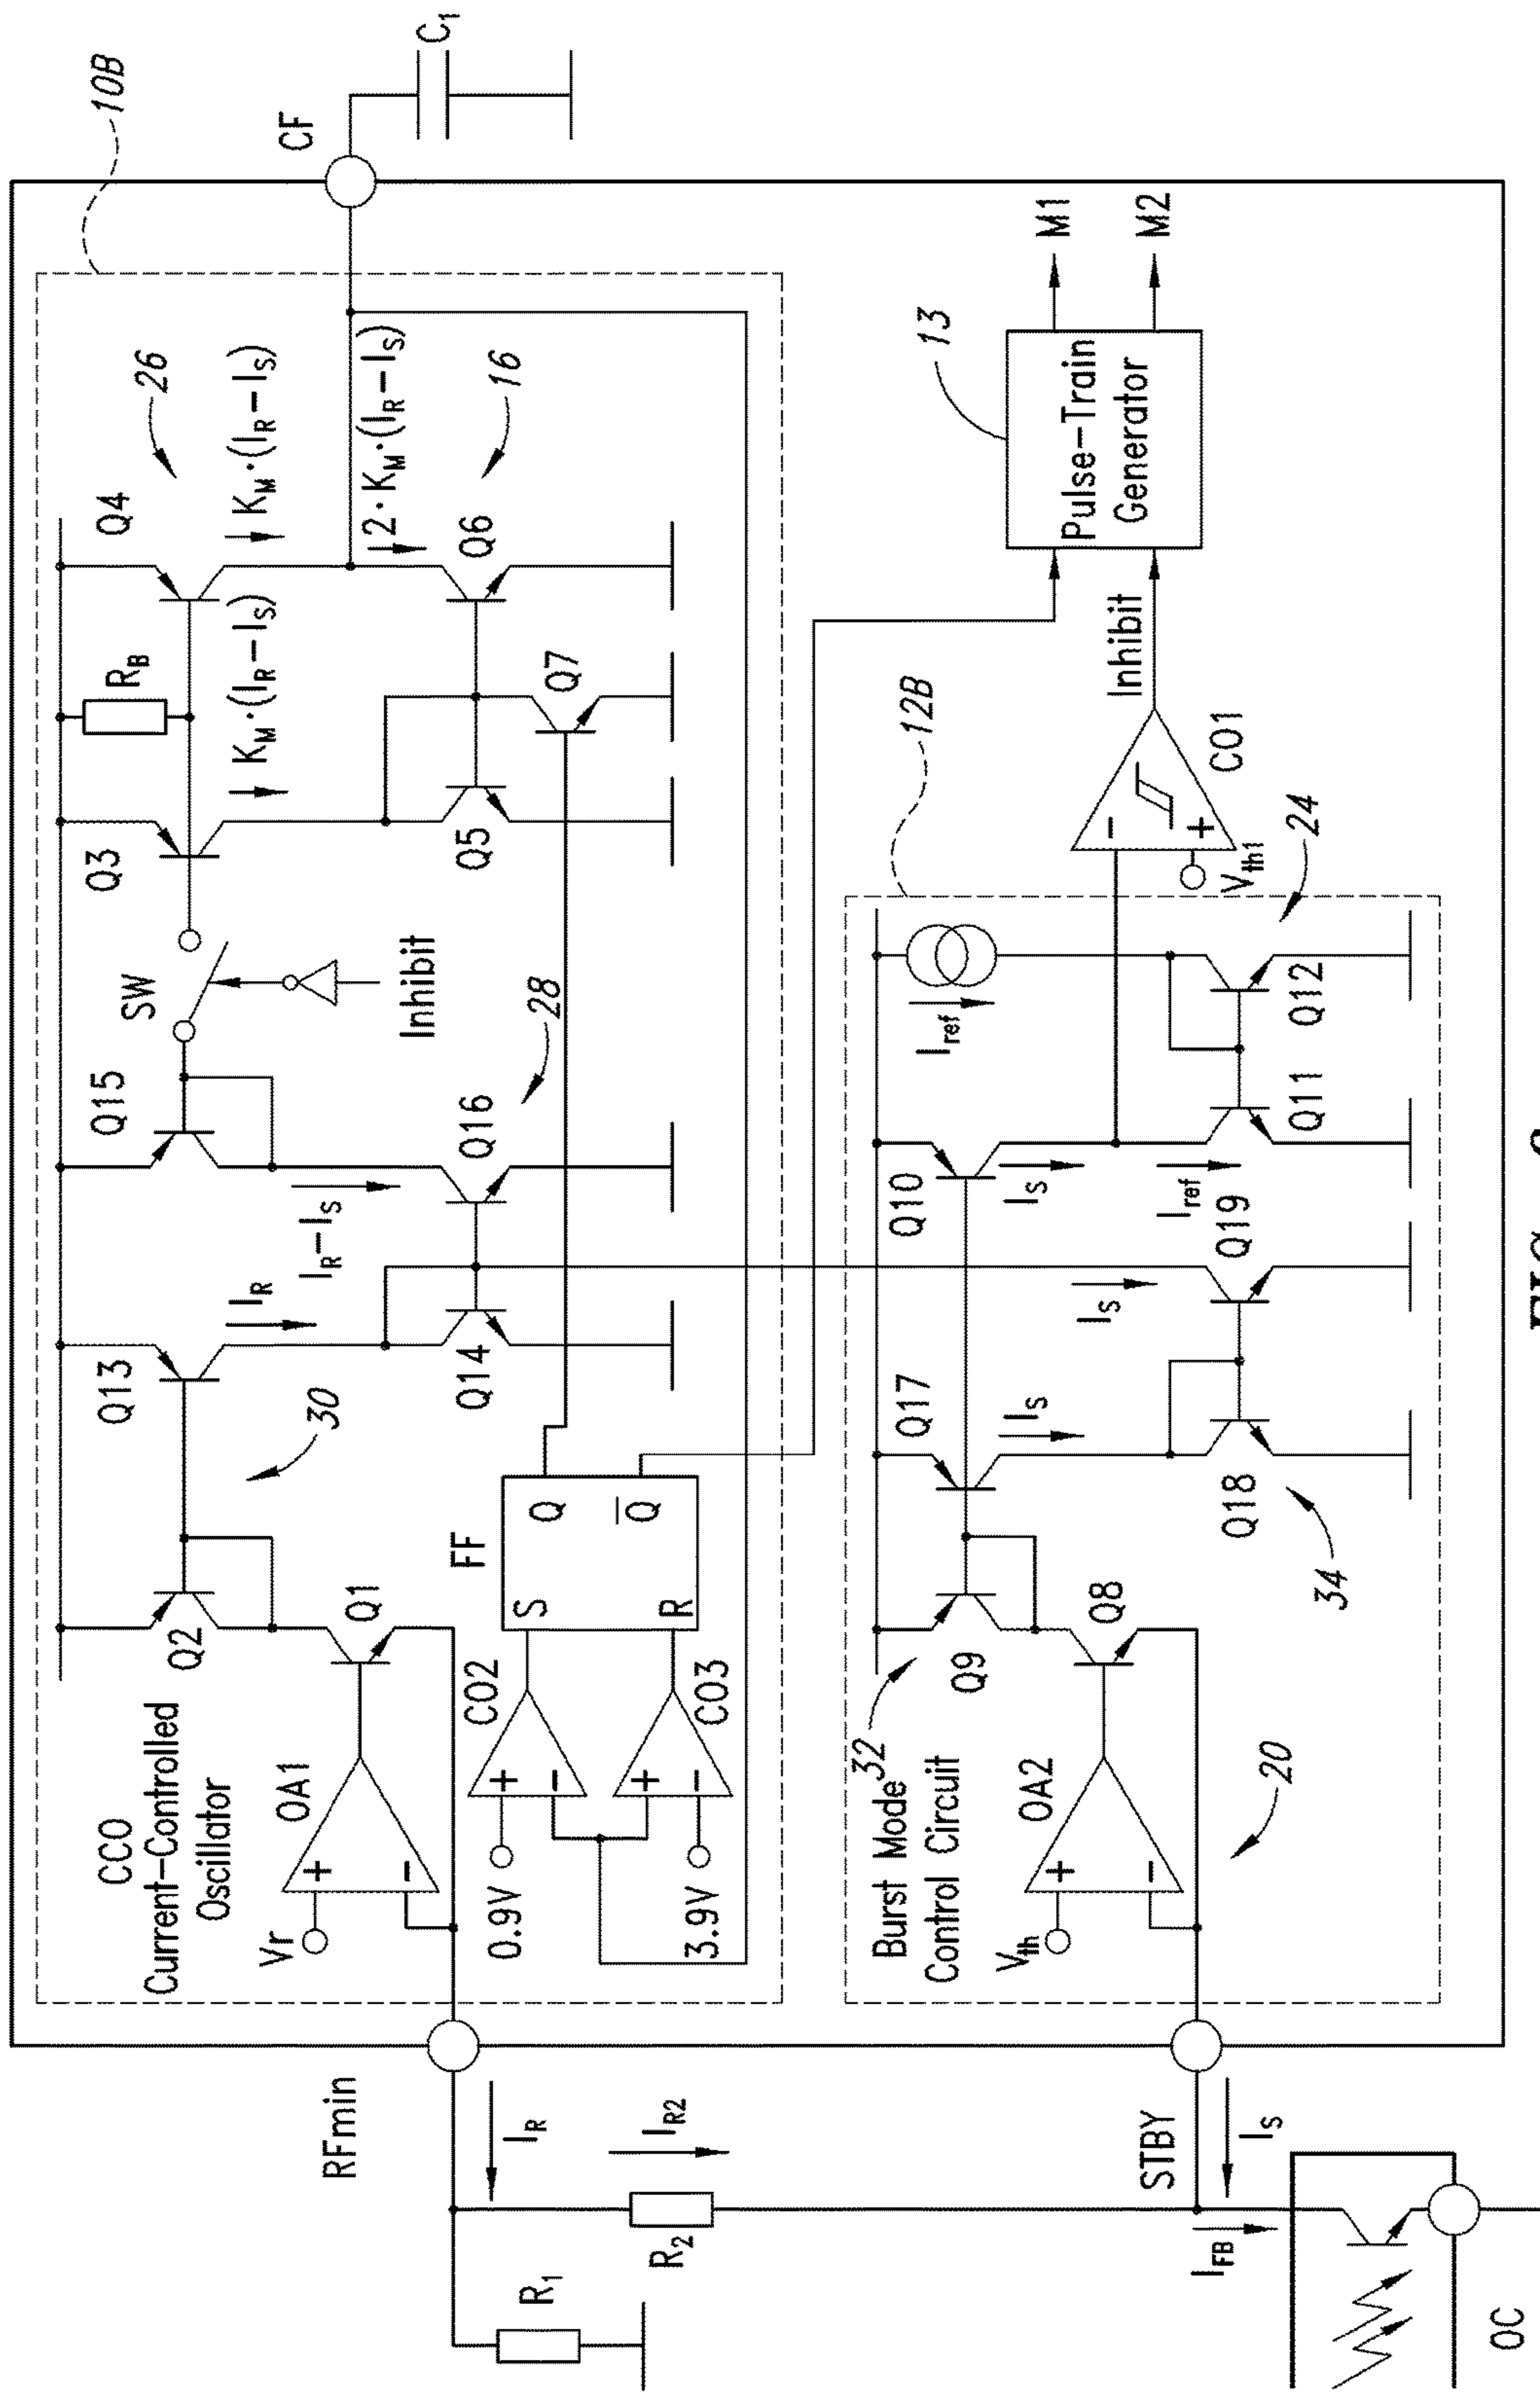 10B
CF
C1
CCO
Current-Controlled
Oscillator
Q2
Q13
Q15
SW
Inhibit
Q3
RB
Q4
26
KM·(IR-IS)
KM·(IR-IS)
2·KM·(IR-IS)
16
30
IR
IR-IS
28
Vr
+
-
OA1
Q1
Q14
Q16
Q5
Q7
Q6
0.9V
+
-
CO2
3.9V
+
-
CO3
FF
S
R
Q
Q̅
RFmin
IR
R1
R2
IR2
Burst Mode
Control Circuit
32
Q9
Q17
Q10
IS
IS
IS
Iref
Iref
12B
Vth
+
-
OA2
Q8
20
Q18
34
Q19
Q11
Q12
24
-
+
Vth1
CO1
Inhibit
13
Pulse-Train
Generator
M1
M2
STBY
IS
IFB
OC